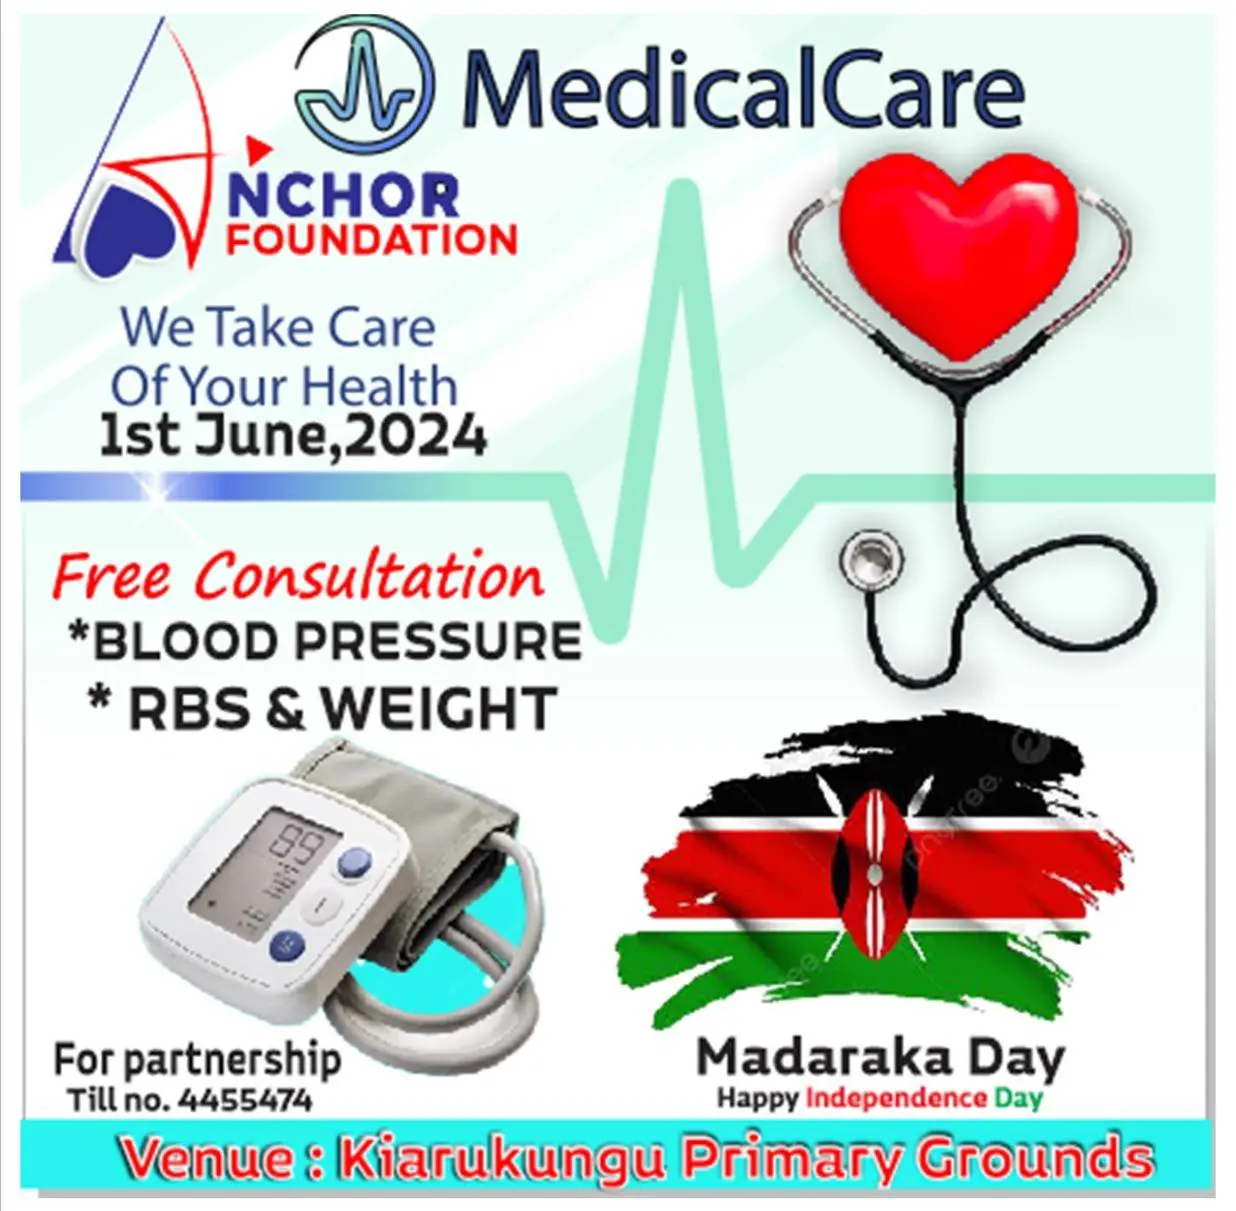 MedicalCare
NCHOR
FOUNDATION
We Take Care
Of Your Health
1st June,2024
Free Consultation
*BLOOD PRESSURE
* RBS & WEIGHT
89
For partnership
Till no. 4455474
Madaraka Day
Happy Independence Day
Venue : Kiarukungu Primary Grounds